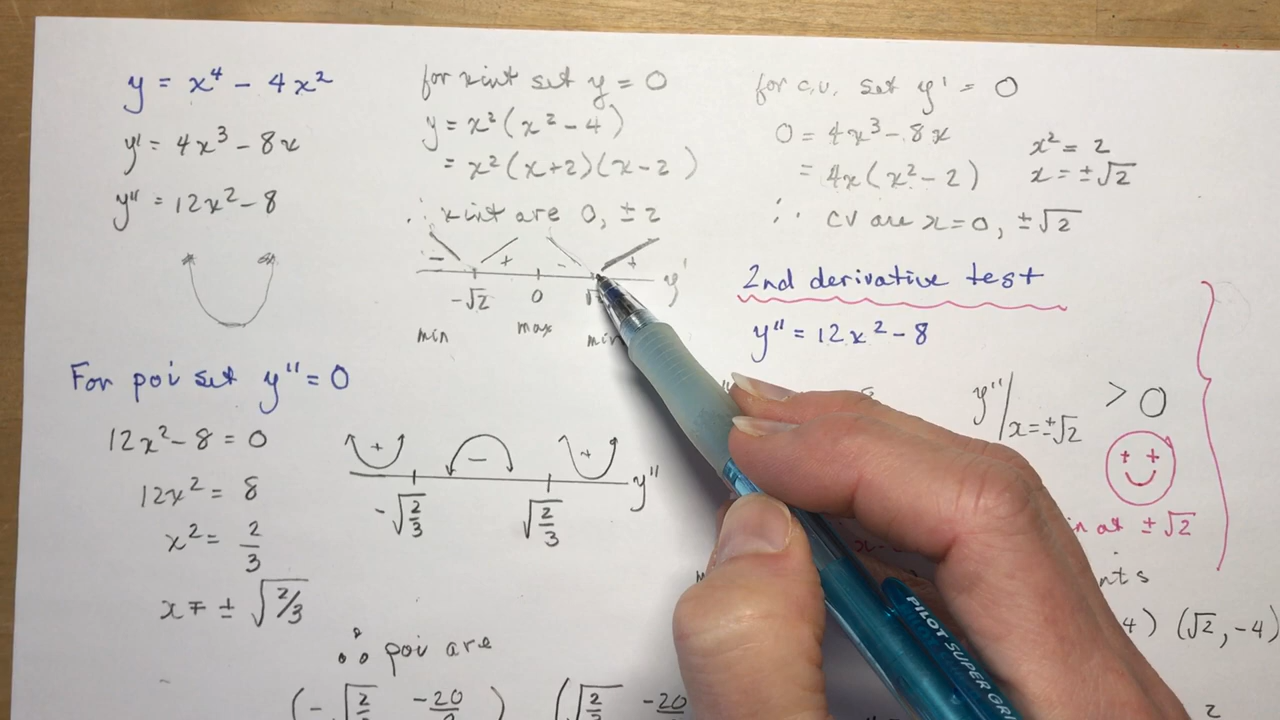 y = x⁴ - 4x²
y' = 4x³ - 8x
y'' = 12x² - 8
for x int set y = 0
y = x²(x² - 4)
= x²(x+2)(x-2)
∴ x int are 0, ±2
- + - + y'
-√2 0
min max min
for c.v. set y' = 0
0 = 4x³ - 8x
= 4x(x² - 2)
x² = 2
x = ±√2
∴ cv are x = 0, ±√2
2nd derivative test
y'' = 12x² - 8
y''|x=±√2 > 0
at ±√2
4) (√2, -4)
For poi set y'' = 0
12x² - 8 = 0
12x² = 8
x² = 2/3
x = ± √2/3
+ - + y''
-√2/3 √2/3
∴ poi are
PILOT SUPER GRI